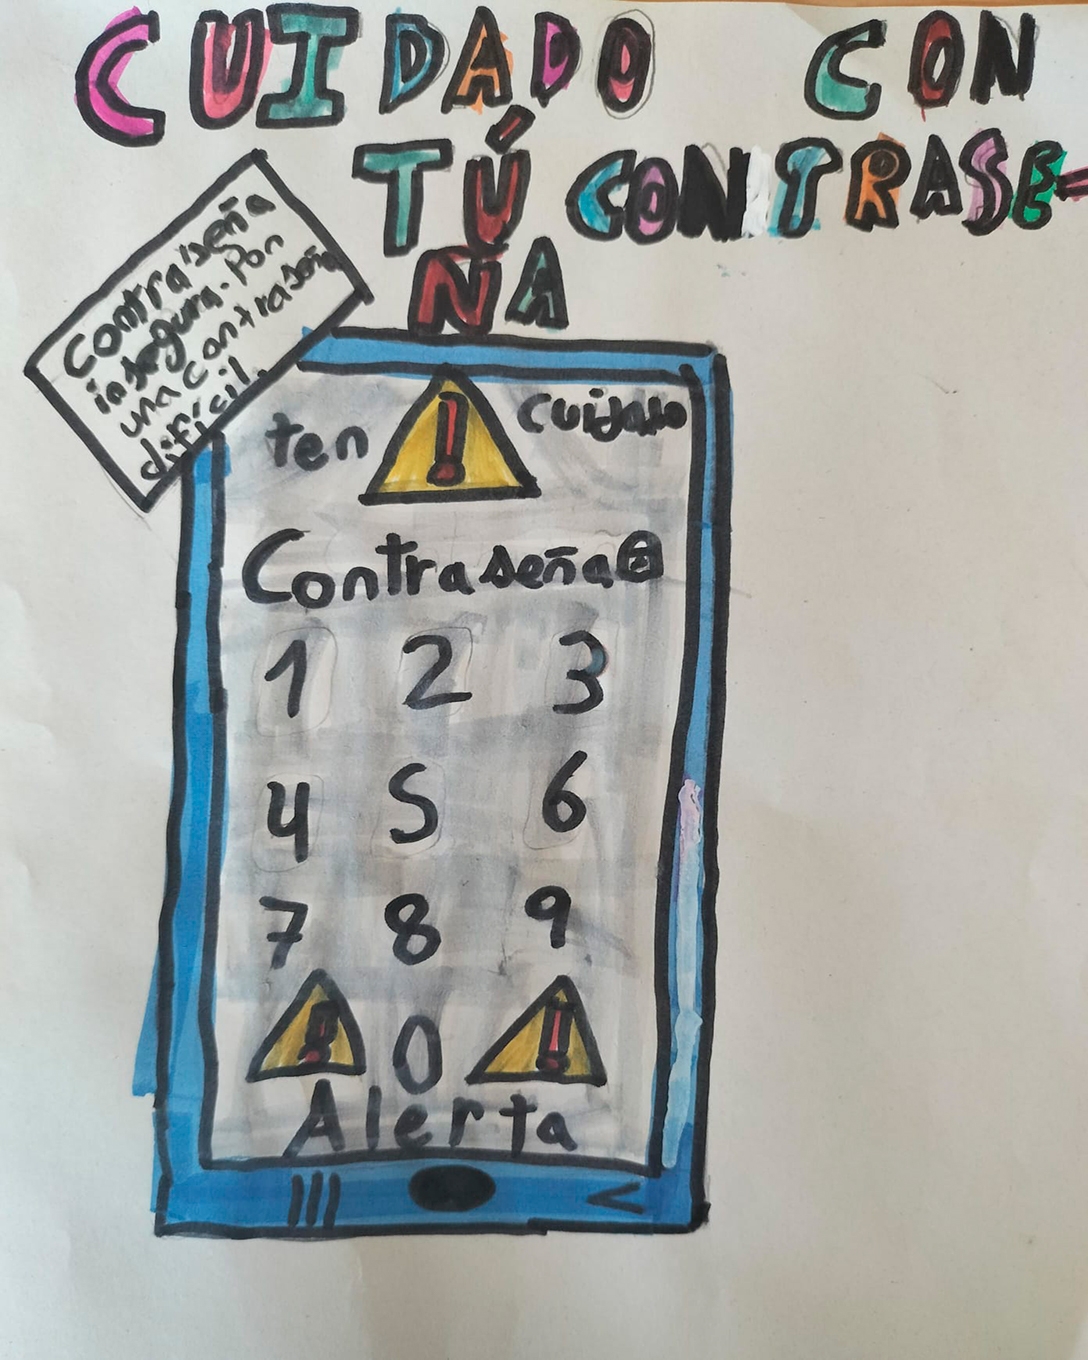 CUIDADO CON
TÚ CONTRASE-
ÑA
Contraseña
insegura. Pon
una contraseña
difícil.
ten ! cuidado
Contraseña
1 2 3
4 5 6
7 8 9
! 0 !
Alerta
||| <